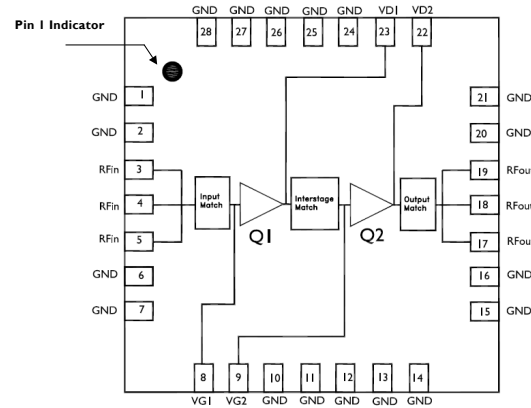 GND GND GND GND GND VD1 VD2
Pin 1 Indicator
28 27 26 25 24 23 22
GND 1
21 GND
GND 2
20 GND
RFin 3
19 RFout
RFin 4
Input Match
Interstage Match
Output Match
18 RFout
RFin 5
Q1
Q2
17 RFout
GND 6
16 GND
GND 7
15 GND
8 9 10 11 12 13 14
VG1 VG2 GND GND GND GND GND